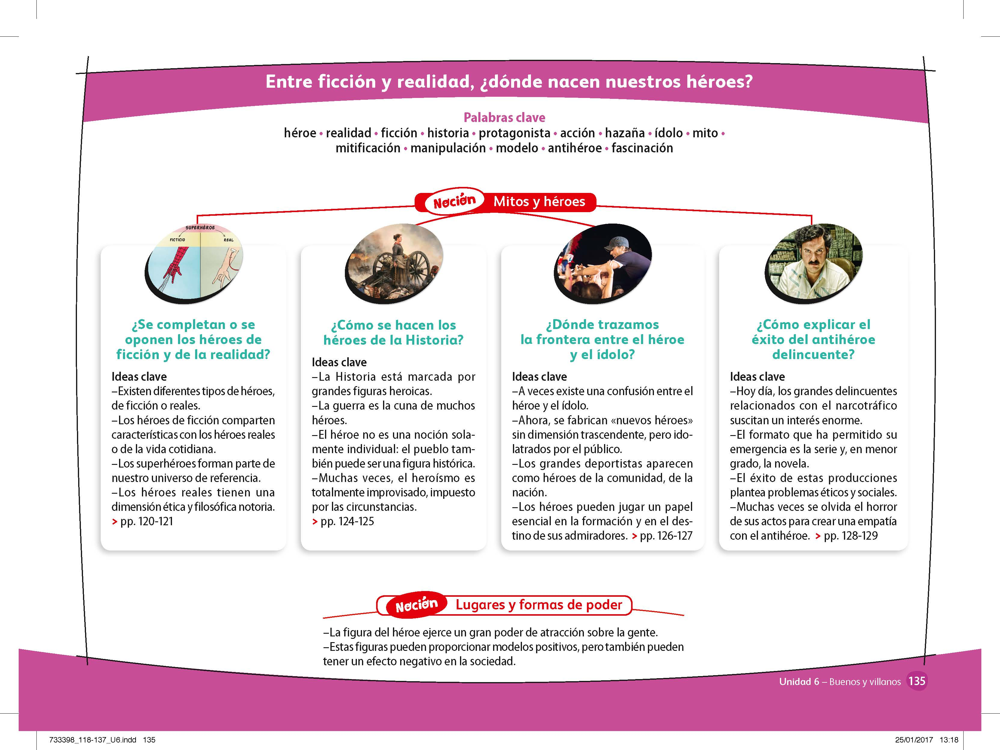 Entre ficción y realidad, ¿dónde nacen nuestros héroes?
Palabras clave
héroe • realidad • ficción • historia • protagonista • acción • hazaña • ídolo • mito •
mitificación • manipulación • modelo • antihéroe • fascinación
Noción Mitos y héroes
SUPERHÉROE
FICTICIO REAL
¿Se completan o se
oponen los héroes de
ficción y de la realidad?
Ideas clave
–Existen diferentes tipos de héroes,
de ficción o reales.
–Los héroes de ficción comparten
características con los héroes reales
o de la vida cotidiana.
–Los superhéroes forman parte de
nuestro universo de referencia.
–Los héroes reales tienen una
dimensión ética y filosófica notoria.
> pp. 120-121
¿Cómo se hacen los
héroes de la Historia?
Ideas clave
–La Historia está marcada por
grandes figuras heroicas.
–La guerra es la cuna de muchos
héroes.
–El héroe no es una noción sola-
mente individual: el pueblo tam-
bién puede ser una figura histórica.
–Muchas veces, el heroísmo es
totalmente improvisado, impuesto
por las circunstancias.
> pp. 124-125
¿Dónde trazamos
la frontera entre el héroe
y el ídolo?
Ideas clave
–A veces existe una confusión entre el
héroe y el ídolo.
–Ahora, se fabrican «nuevos héroes»
sin dimensión trascendente, pero ido-
latrados por el público.
–Los grandes deportistas aparecen
como héroes de la comunidad, de la
nación.
–Los héroes pueden jugar un papel
esencial en la formación y en el des-
tino de sus admiradores. > pp. 126-127
¿Cómo explicar el
éxito del antihéroe
delincuente?
Ideas clave
–Hoy día, los grandes delincuentes
relacionados con el narcotráfico
suscitan un interés enorme.
–El formato que ha permitido su
emergencia es la serie y, en menor
grado, la novela.
–El éxito de estas producciones
plantea problemas éticos y sociales.
–Muchas veces se olvida el horror
de sus actos para crear una empatía
con el antihéroe. > pp. 128-129
Noción Lugares y formas de poder
–La figura del héroe ejerce un gran poder de atracción sobre la gente.
–Estas figuras pueden proporcionar modelos positivos, pero también pueden
tener un efecto negativo en la sociedad.
Unidad 6 – Buenos y villanos 135
733398_118-137_U6.indd 135
25/01/2017 13:18